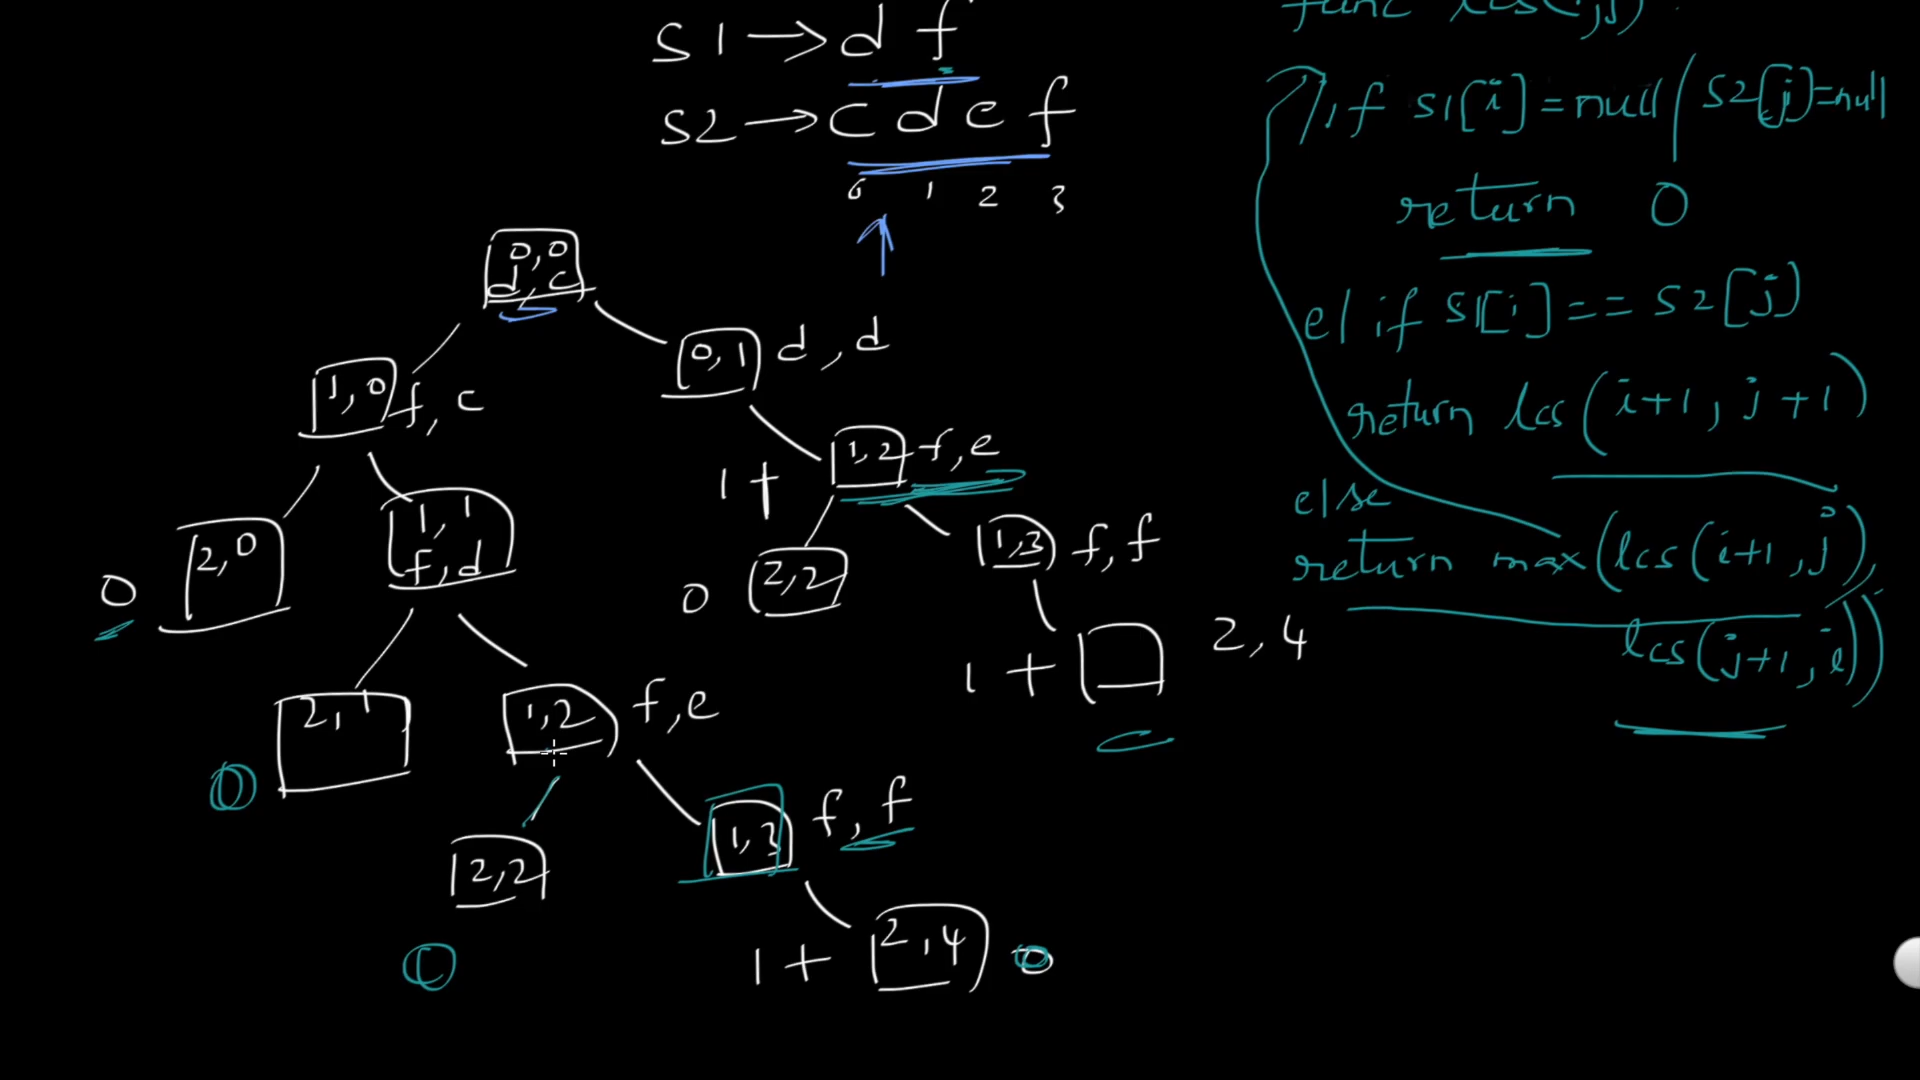 S1 → d f
S2 → c d e f
0 1 2 3
0,0
d, c
1,0 f, c
0,1 d, d
2,0
0
1,1
f, d
1 +
1,2 f, e
0
2,2
1,3 f, f
1 +
2, 4
2, 1
0
1,2 f, e
2,2
1,3 f, f
1 +
2,4
0
func lcs(i,j)
if s1[i] = null / s2[j] = null
return 0
el if s1[i] == s2[j]
return lcs(i+1, j+1)
else
return max(lcs(i+1, j),
lcs(j+1, i))